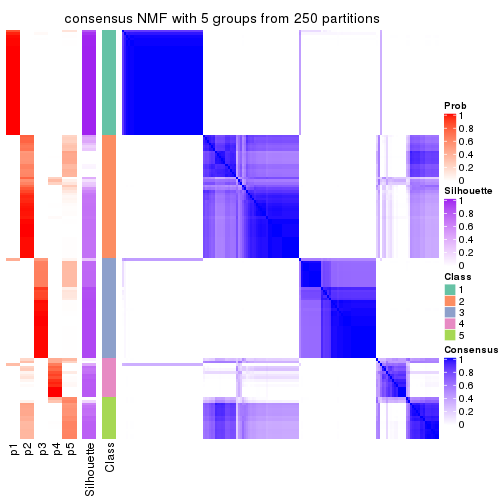 consensus NMF with 5 groups from 250 partitions
Prob
1
0.8
0.6
0.4
0.2
0
Silhouette
1
0.8
0.6
0.4
0.2
0
Class
1
2
3
4
5
Consensus
1
0.8
0.6
0.4
0.2
0
p1
p2
p3
p4
p5
Silhouette
Class